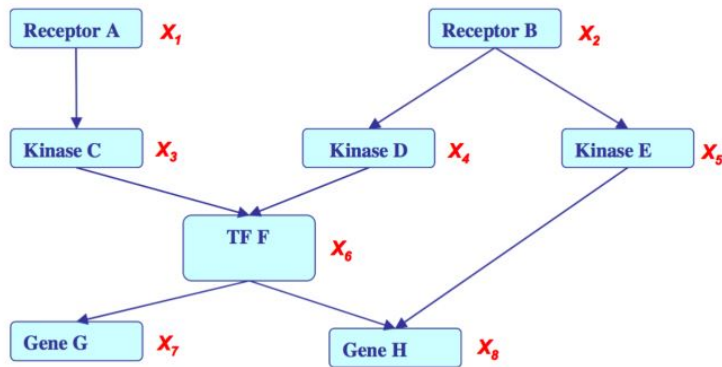 Receptor A X1
Receptor B X2
Kinase C X3
Kinase D X4
Kinase E X5
TF F
X6
Gene G X7
Gene H X8